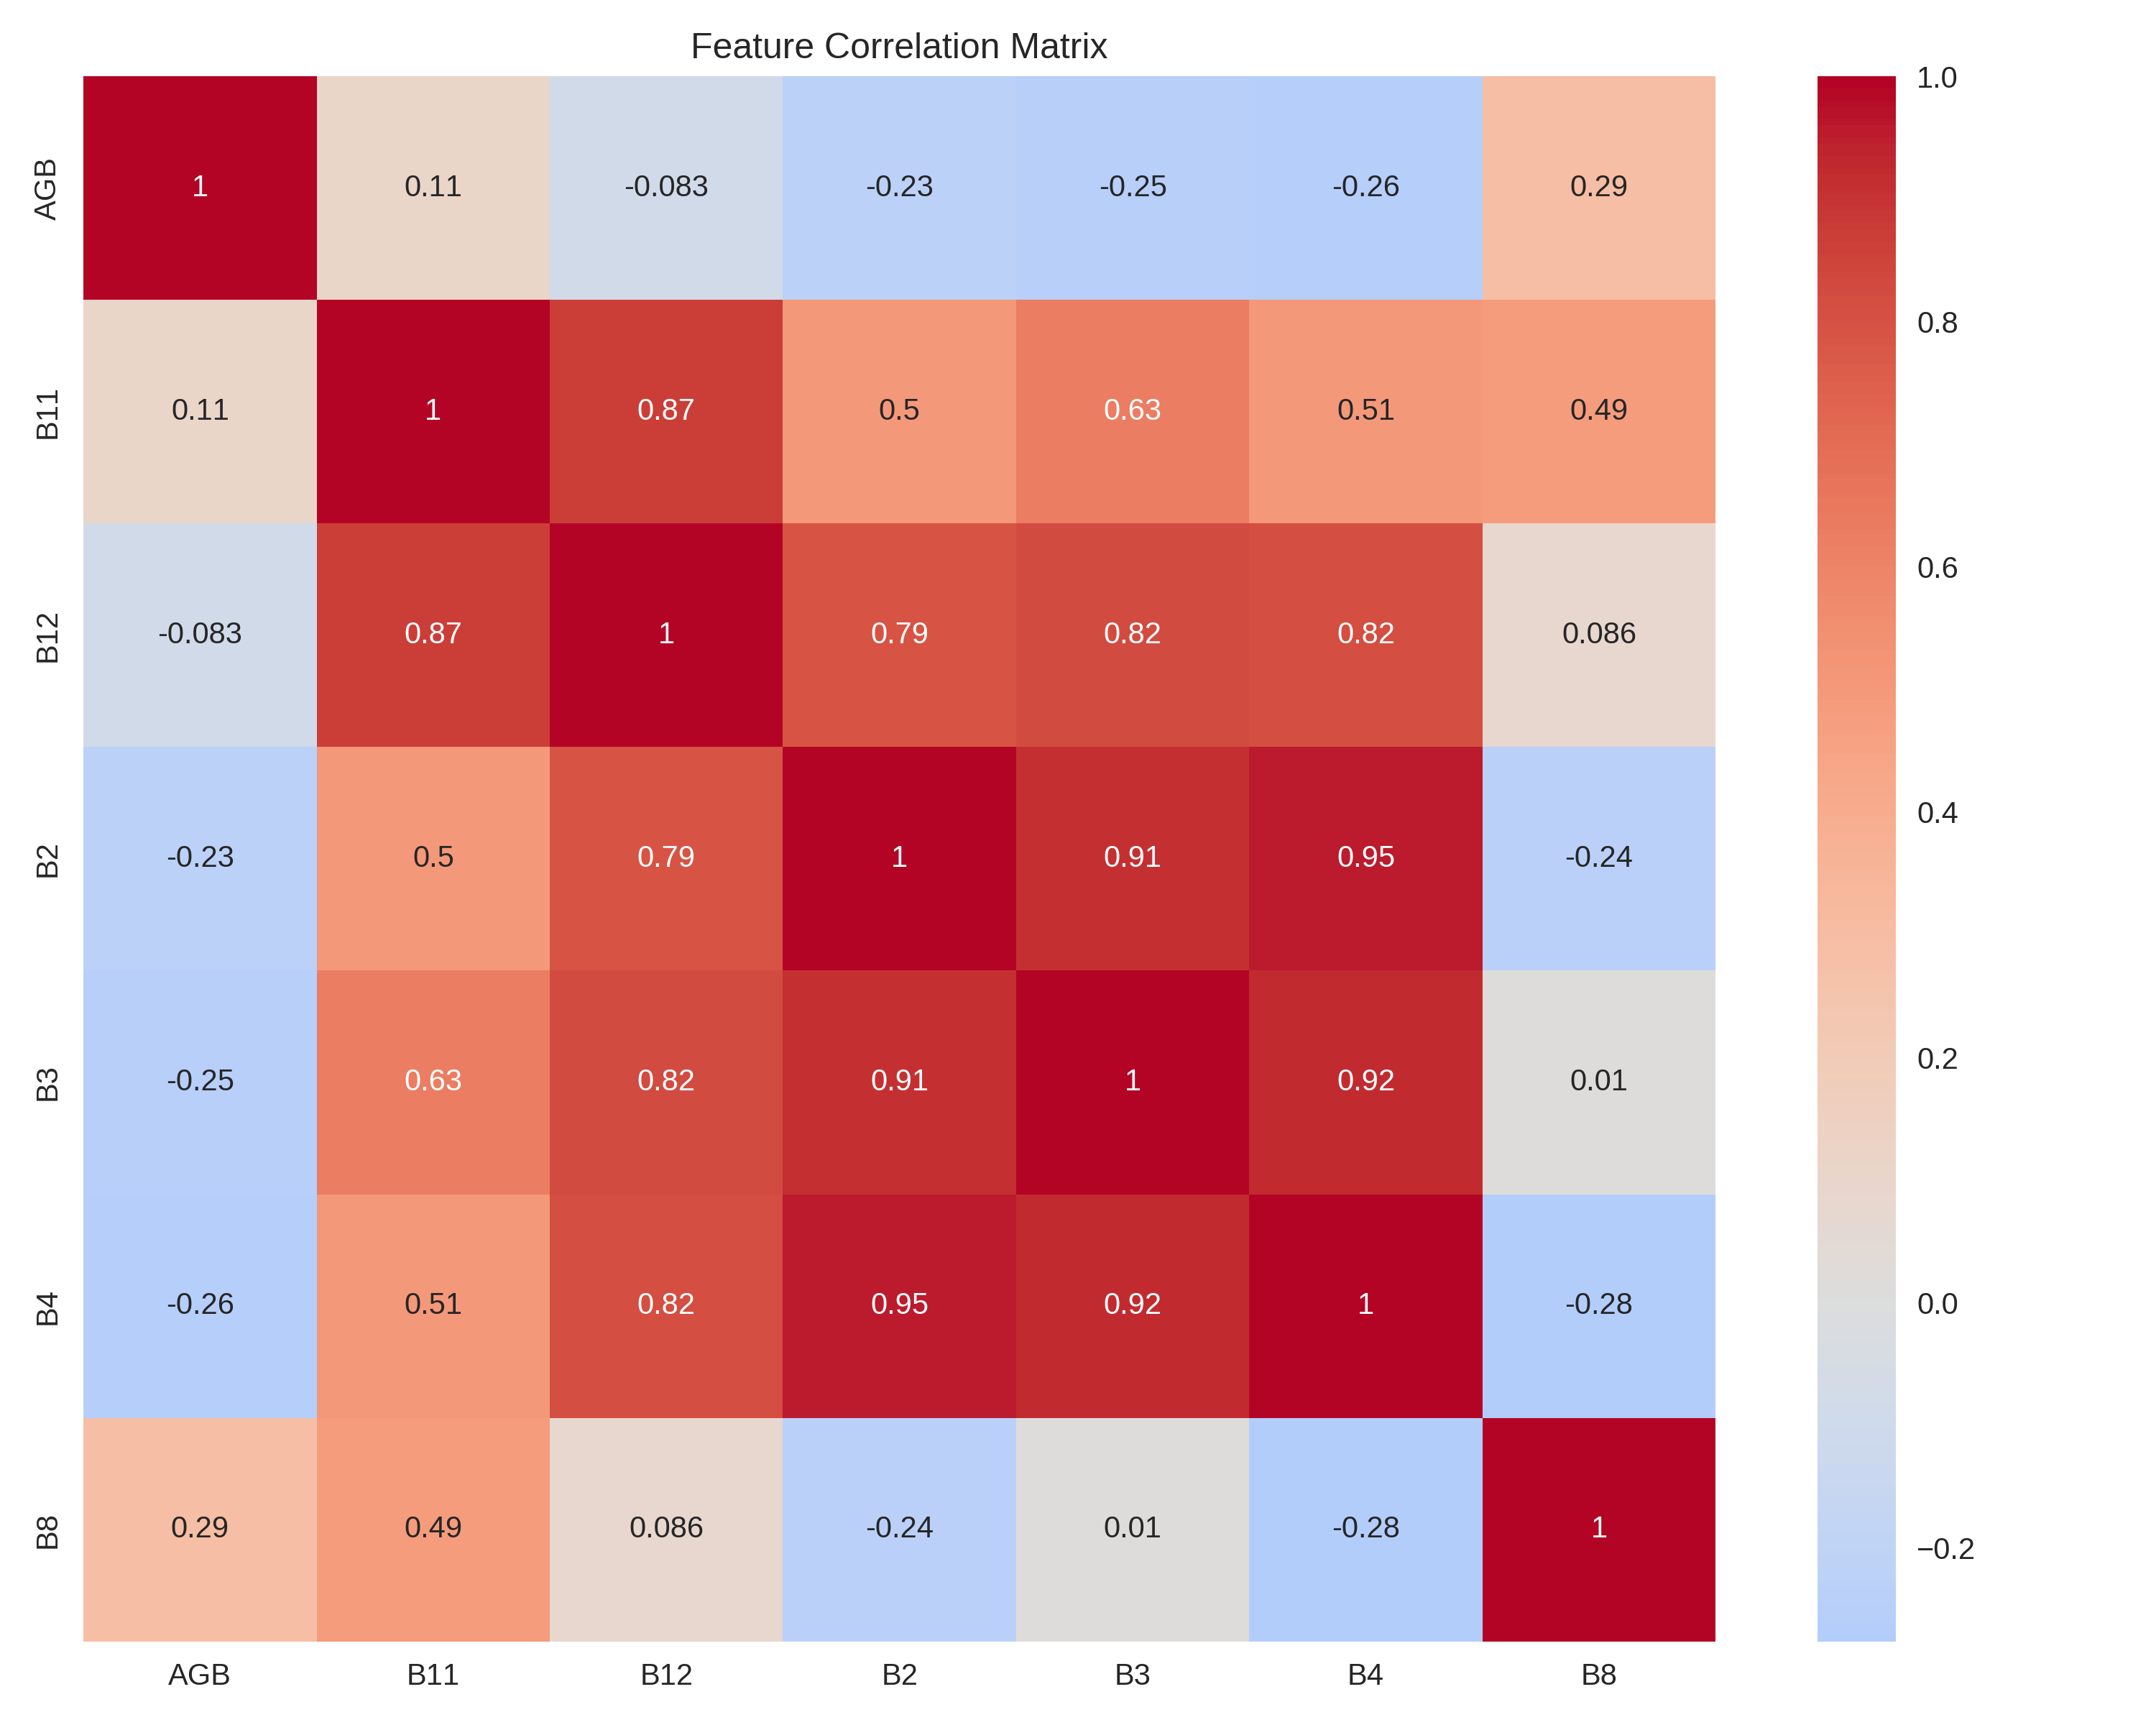 Feature Correlation Matrix
AGB 1 0.11 -0.083 -0.23 -0.25 -0.26 0.29
B11 0.11 1 0.87 0.5 0.63 0.51 0.49
B12 -0.083 0.87 1 0.79 0.82 0.82 0.086
B2 -0.23 0.5 0.79 1 0.91 0.95 -0.24
B3 -0.25 0.63 0.82 0.91 1 0.92 0.01
B4 -0.26 0.51 0.82 0.95 0.92 1 -0.28
B8 0.29 0.49 0.086 -0.24 0.01 -0.28 1
AGB B11 B12 B2 B3 B4 B8
1.0
0.8
0.6
0.4
0.2
0.0
−0.2